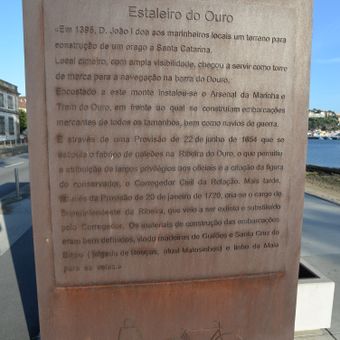 Estaleiro do Ouro
«Em 1395, D. João I doa aos marinheiros locais um terreno para
construção de um orago a Santa Catarina.
Local cimeiro, com ampla visibilidade, chegou a servir como torre
de marca para a navegação na barra do Douro.
Encostado a este monte instalou-se o Arsenal da Marinha e
Trem do Ouro, em frente ao qual se construíam embarcações
mercantes de todos os tamanhos, bem como navios de guerra.
É através de uma Provisão de 22 de junho de 1654 que se
estipula o fabrico de galeões na Ribeira do Ouro, o que permitiu
a atribuição de largos privilégios aos oficiais e a criação da figura
do conservador, o Corregedor Civil da Relação. Mais tarde,
através da Provisão de 20 de janeiro de 1720, cria-se o cargo de
Superintendente da Ribeira, que veio a ser extinto e substituído
pelo Corregedor. Os materiais de construção das embarcações
eram bem definidos, vindo madeiras de Guifões e Santa Cruz do
Bispo ( julgado de Bouças, atual Matosinhos) e linho da Maia
para as velas.»